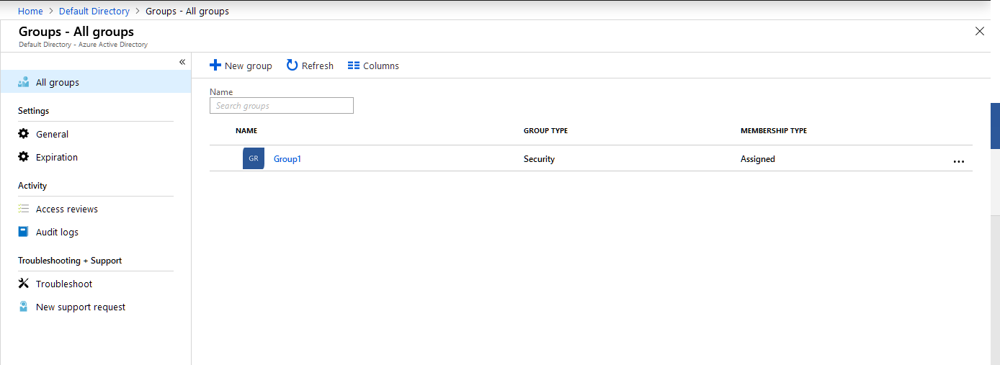 Home > Default Directory > Groups - All groups
Groups - All groups
Default Directory - Azure Active Directory
«
All groups
Settings
General
Expiration
Activity
Access reviews
Audit logs
Troubleshooting + Support
Troubleshoot
New support request
New group Refresh Columns
Name
Search groups
NAME GROUP TYPE MEMBERSHIP TYPE
GR Group1 Security Assigned ...